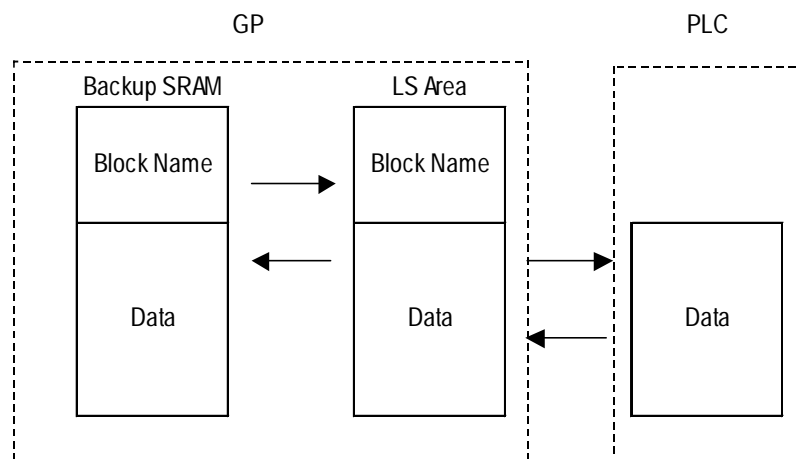 GP
PLC
Backup SRAM
LS Area
Block Name
Block Name
Data
Data
Data